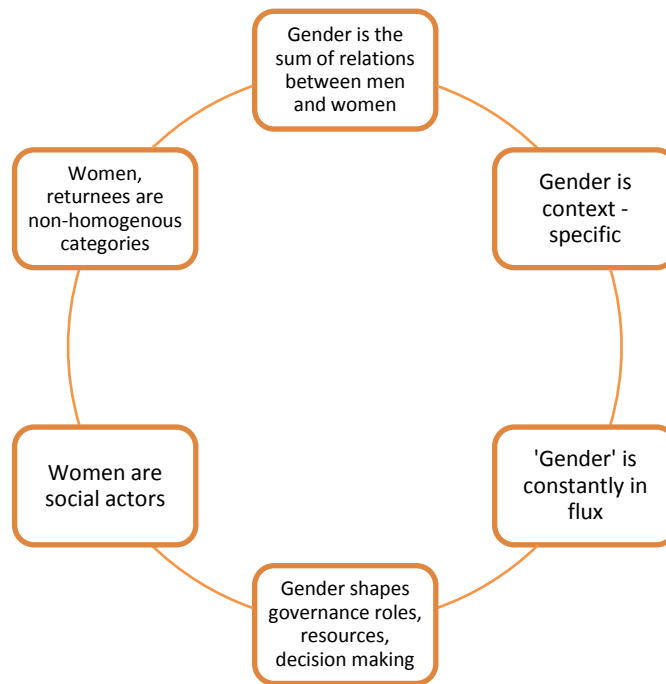 Gender is the
sum of relations
between men
and women
Gender is
context -
specific
'Gender' is
constantly in
flux
Gender shapes
governance roles,
resources,
decision making
Women are
social actors
Women,
returnees are
non-homogenous
categories